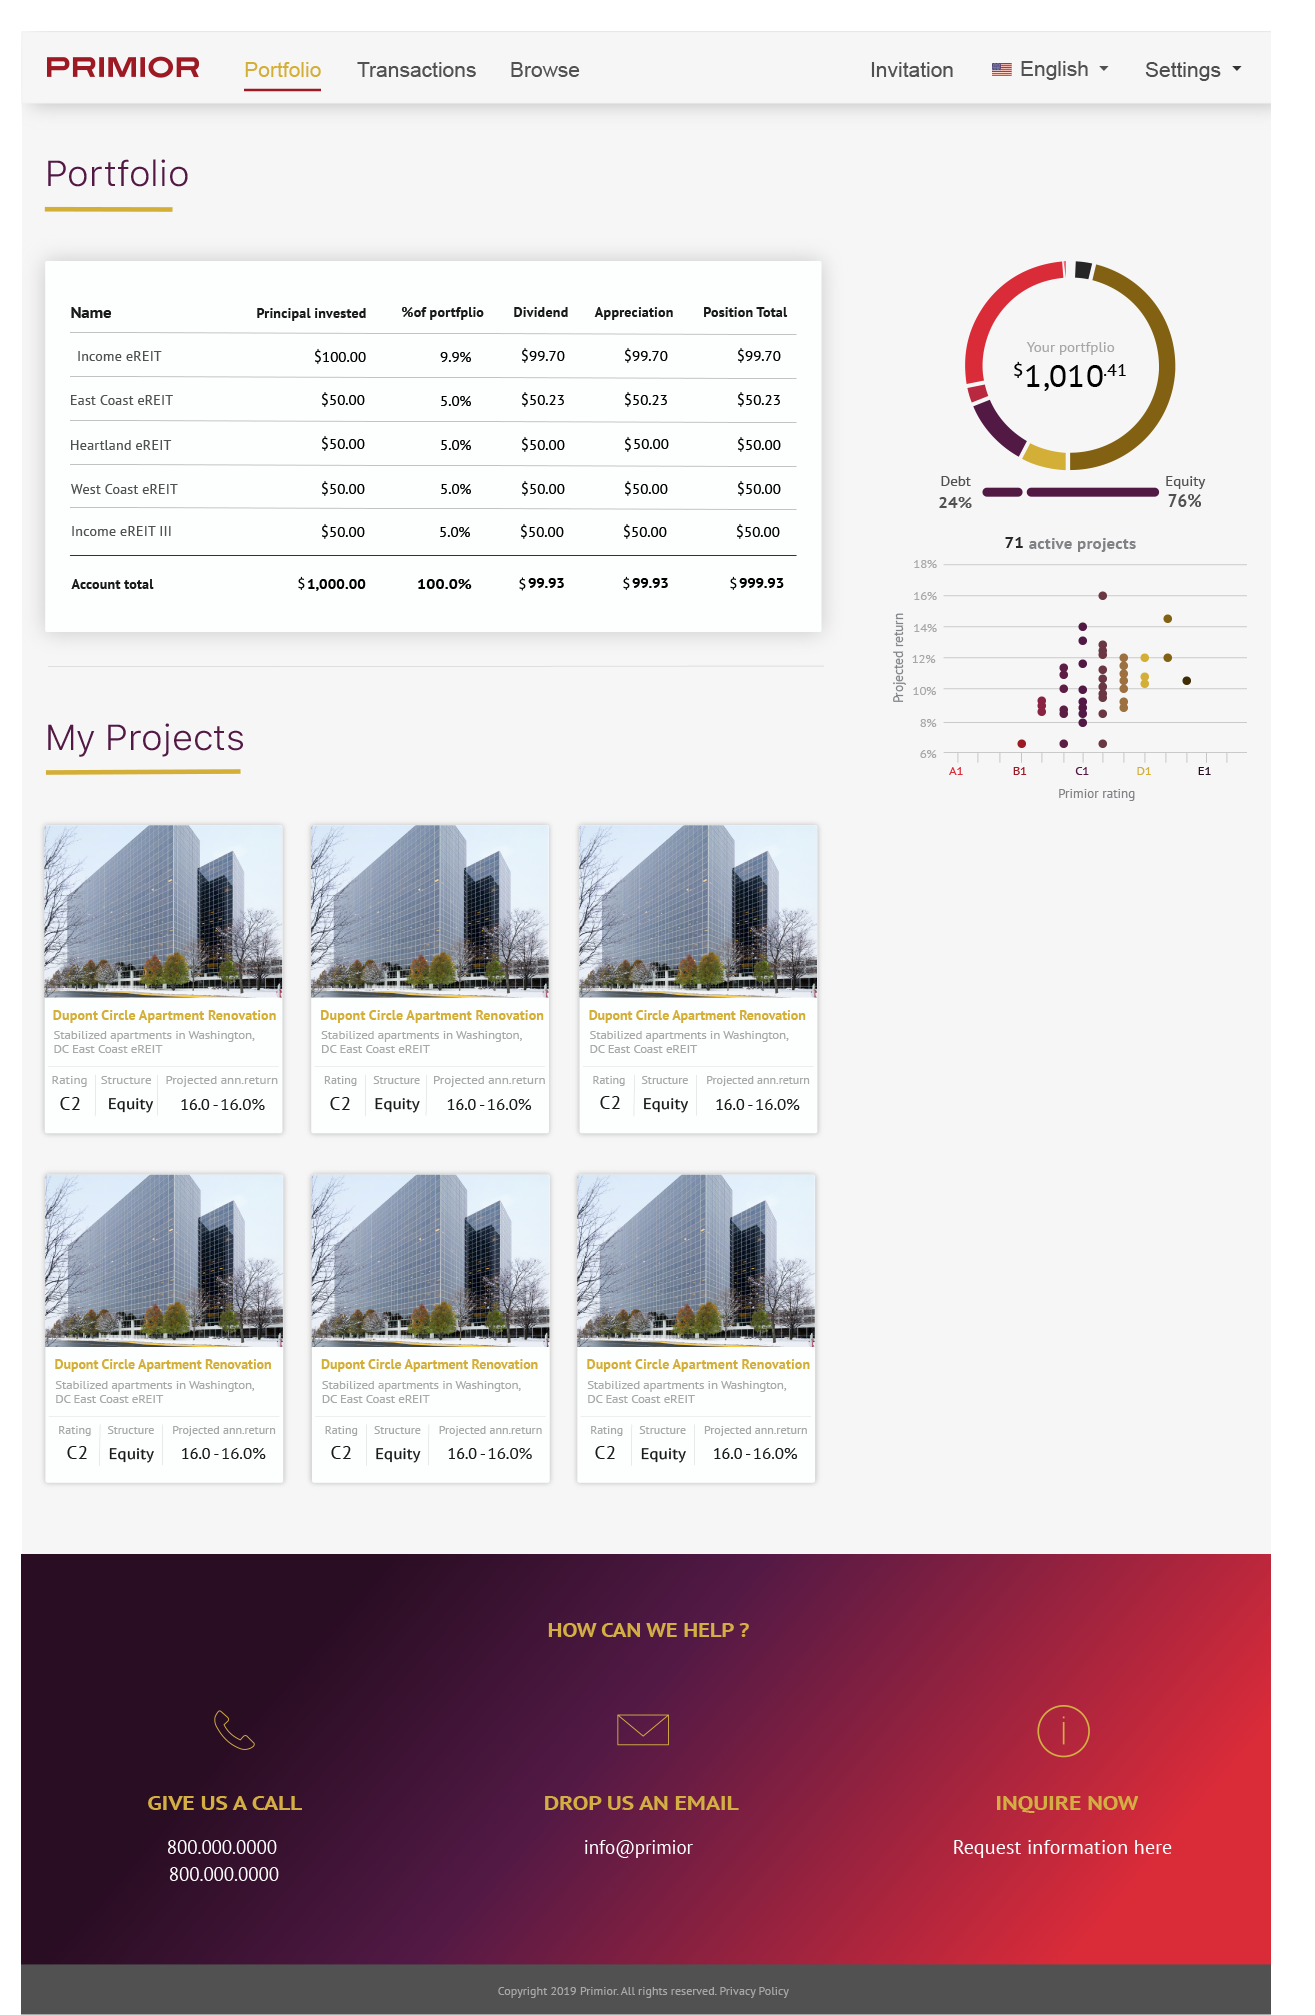 PRIMIOR Portfolio Transactions Browse Invitation English Settings
Portfolio
Name Principal invested %of portfplio Dividend Appreciation Position Total
Income eREIT $100.00 9.9% $99.70 $99.70 $99.70
East Coast eREIT $50.00 5.0% $50.23 $50.23 $50.23
Heartland eREIT $50.00 5.0% $50.00 $50.00 $50.00
West Coast eREIT $50.00 5.0% $50.00 $50.00 $50.00
Income eREIT III $50.00 5.0% $50.00 $50.00 $50.00
Account total $1,000.00 100.0% $99.93 $99.93 $999.93
Your portfplio
$1,010.41
Debt Equity
24% 76%
71 active projects
18%
16%
14%
12%
10%
8%
6%
Projected return
A1 B1 C1 D1 E1
Primior rating
My Projects
Dupont Circle Apartment Renovation
Stabilized apartments in Washington,
DC East Coast eREIT
Rating Structure Projected ann.return
C2 Equity 16.0 - 16.0%
Dupont Circle Apartment Renovation
Stabilized apartments in Washington,
DC East Coast eREIT
Rating Structure Projected ann.return
C2 Equity 16.0 - 16.0%
Dupont Circle Apartment Renovation
Stabilized apartments in Washington,
DC East Coast eREIT
Rating Structure Projected ann.return
C2 Equity 16.0 - 16.0%
Dupont Circle Apartment Renovation
Stabilized apartments in Washington,
DC East Coast eREIT
Rating Structure Projected ann.return
C2 Equity 16.0 - 16.0%
Dupont Circle Apartment Renovation
Stabilized apartments in Washington,
DC East Coast eREIT
Rating Structure Projected ann.return
C2 Equity 16.0 - 16.0%
Dupont Circle Apartment Renovation
Stabilized apartments in Washington,
DC East Coast eREIT
Rating Structure Projected ann.return
C2 Equity 16.0 - 16.0%
HOW CAN WE HELP ?
GIVE US A CALL
800.000.0000
800.000.0000
DROP US AN EMAIL
info@primior
INQUIRE NOW
Request information here
Copyright 2019 Primior. All rights reserved. Privacy Policy